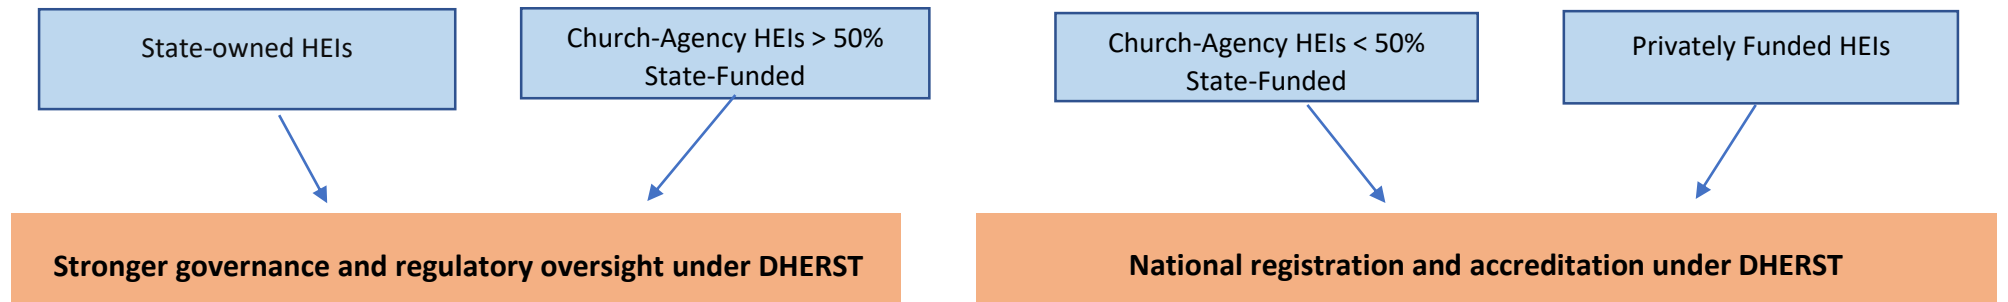 State-owned HEIs
Church-Agency HEIs > 50%
State-Funded
Church-Agency HEIs < 50%
State-Funded
Privately Funded HEIs
Stronger governance and regulatory oversight under DHERST
National registration and accreditation under DHERST